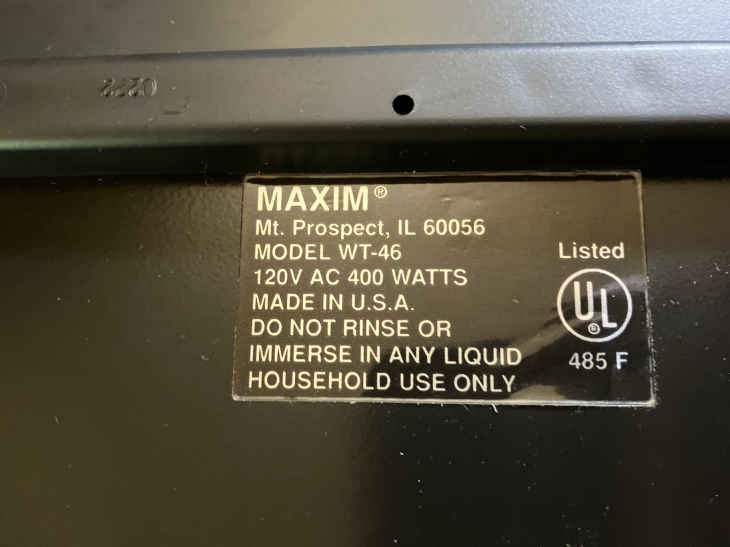 0222
MAXIM®
Mt. Prospect, IL 60056
MODEL WT-46
120V AC 400 WATTS
MADE IN U.S.A.
DO NOT RINSE OR
IMMERSE IN ANY LIQUID
HOUSEHOLD USE ONLY
Listed
UL®
485 F